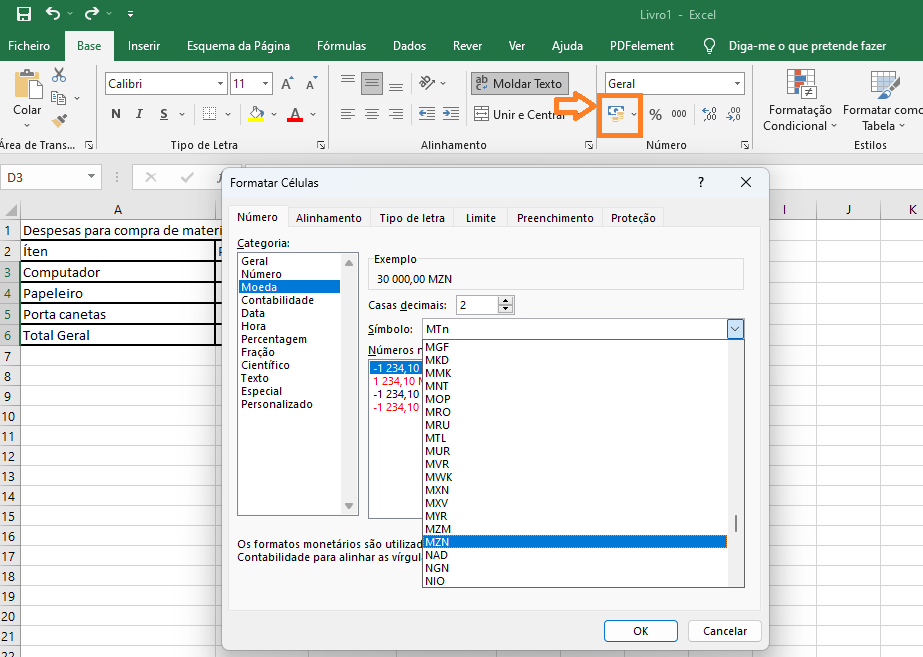 Livro1 - Excel
Ficheiro Base Inserir Esquema da Página Fórmulas Dados Rever Ver Ajuda PDFelement Diga-me o que pretende fazer
Colar
Calibri 11
N I S
A A
ab Moldar Texto
Unir e Centrar
Geral
% 000
Formatação
Condicional
Formatar como
Tabela
Área de Trans...
Tipo de Letra
Alinhamento
Número
Estilos
D3
A I J K
1 Despesas para compra de materi
2 Íten
3 Computador
4 Papeleiro
5 Porta canetas
6 Total Geral
7
8
9
10
11
12
13
14
15
16
17
18
19
20
21
22
Formatar Células ?
Número Alinhamento Tipo de letra Limite Preenchimento Proteção
Categoria:
Geral
Número
Moeda
Contabilidade
Data
Hora
Percentagem
Fração
Científico
Texto
Especial
Personalizado
Exemplo
30 000,00 MZN
Casas decimais: 2
Símbolo: MTn
Números n
-1 234,10
1 234,10
-1 234,10
-1 234,10
MGF
MKD
MMK
MNT
MOP
MRO
MRU
MTL
MUR
MVR
MWK
MXN
MXV
MYR
MZM
MZN
NAD
NGN
NIO
Os formatos monetários são utilizad
Contabilidade para alinhar as vírgul
OK Cancelar